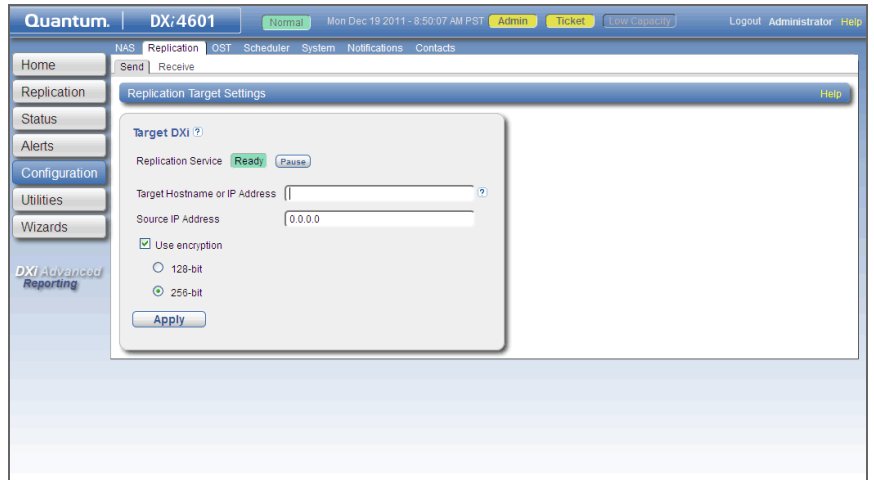 Quantum. DXi4601 Normal Mon Dec 19 2011 - 8:50:07 AM PST Admin Ticket Low Capacity Logout Administrator Help
NAS Replication OST Scheduler System Notifications Contacts
Send Receive
Home
Replication
Status
Alerts
Configuration
Utilities
Wizards
DXi Advanced
Reporting
Replication Target Settings Help
Target DXi ?
Replication Service Ready Pause
Target Hostname or IP Address ?
Source IP Address 0.0.0.0
Use encryption
128-bit
256-bit
Apply